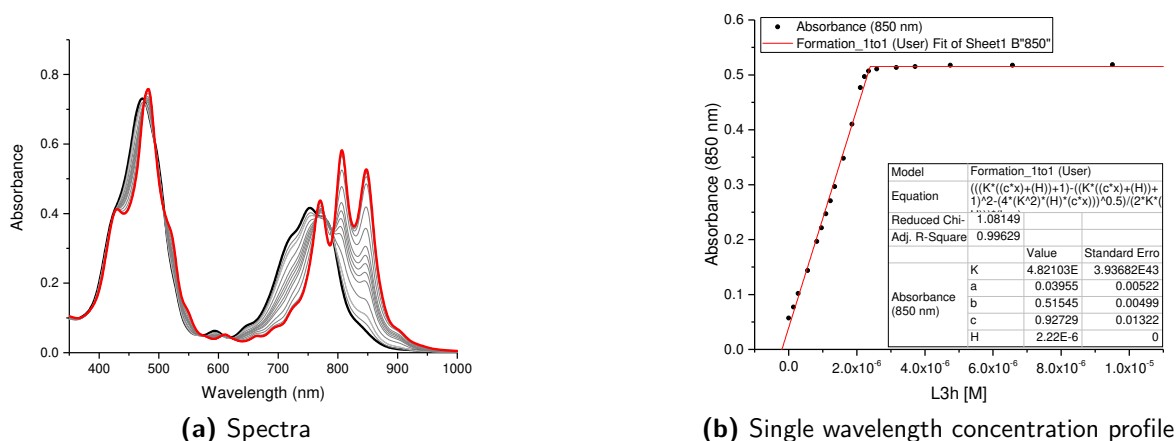 0.8
0.6
0.4
0.2
0.0
Absorbance
400 500 600 700 800 900 1000
Wavelength (nm)
(a) Spectra
0.6
0.5
0.4
0.3
0.2
0.1
0.0
Absorbance (850 nm)
Absorbance (850 nm)
Formation_1to1 (User) Fit of Sheet1 B"850"
Model Formation_1to1 (User)
Equation (((K*((c*x)+(H))+1)-((K*((c*x)+(H))+
1)^2-(4*(K^2)*(H)*(c*x)))^0.5)/(2*K*(
Reduced Chi- 1.08149
Adj. R-Square 0.99629
Value Standard Erro
Absorbance
(850 nm)
K 4.82103E 3.93682E43
a 0.03955 0.00522
b 0.51545 0.00499
c 0.92729 0.01322
H 2.22E-6 0
0.0 2.0x10⁻⁶ 4.0x10⁻⁶ 6.0x10⁻⁶ 8.0x10⁻⁶ 1.0x10⁻⁵
L3h [M]
(b) Single wavelength concentration profile